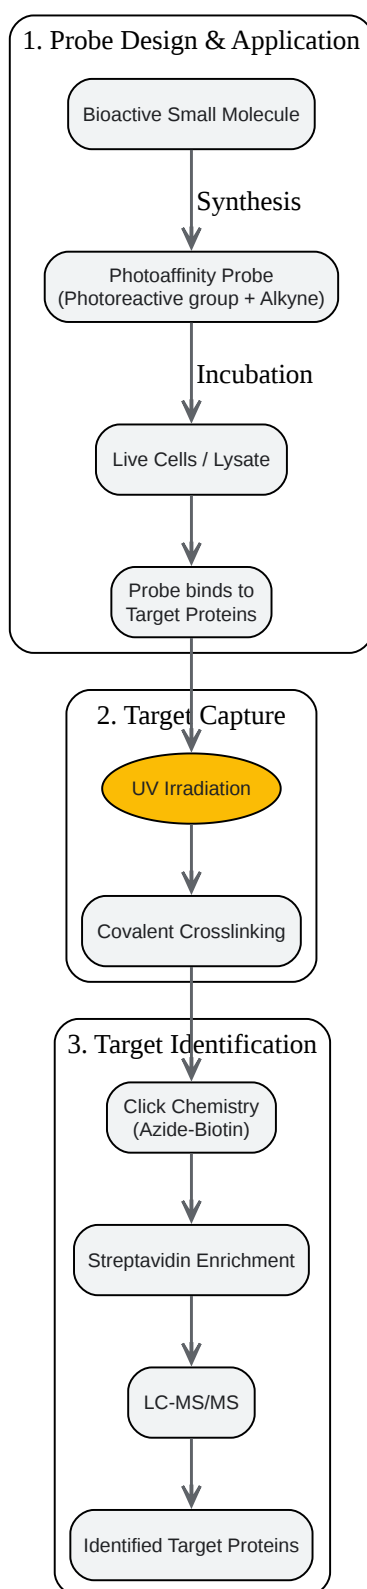 1. Probe Design & Application
Bioactive Small Molecule
Synthesis
Photoaffinity Probe
(Photoreactive group + Alkyne)
Incubation
Live Cells / Lysate
Probe binds to
Target Proteins
2. Target Capture
UV Irradiation
Covalent Crosslinking
3. Target Identification
Click Chemistry
(Azide-Biotin)
Streptavidin Enrichment
LC-MS/MS
Identified Target Proteins